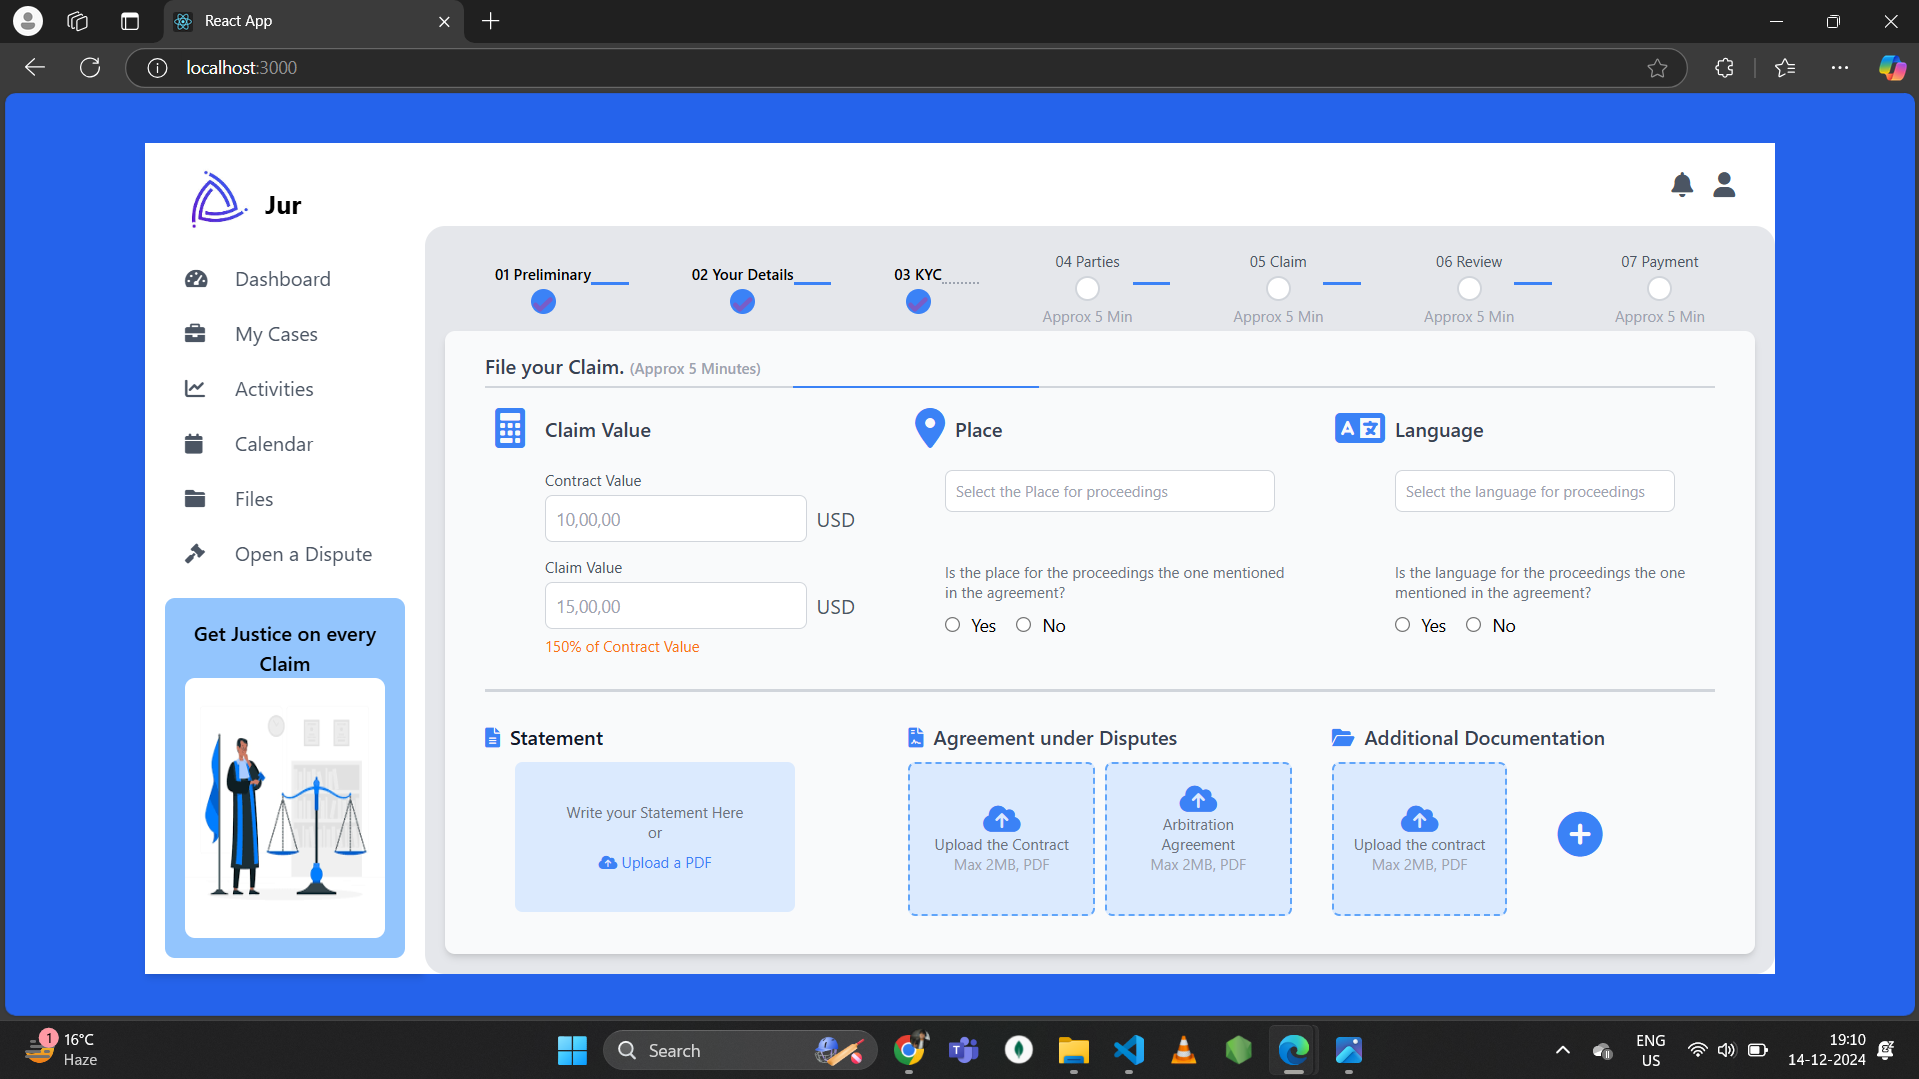 React App
localhost:3000
Jur
Dashboard
My Cases
Activities
Calendar
Files
Open a Dispute
Get Justice on every
Claim
01 Preliminary
02 Your Details
03 KYC
04 Parties
Approx 5 Min
05 Claim
Approx 5 Min
06 Review
Approx 5 Min
07 Payment
Approx 5 Min
File your Claim. (Approx 5 Minutes)
Claim Value
Contract Value
10,00,00
USD
Claim Value
15,00,00
USD
150% of Contract Value
Place
Select the Place for proceedings
Is the place for the proceedings the one mentioned
in the agreement?
Yes No
A 文
Language
Select the language for proceedings
Is the language for the proceedings the one
mentioned in the agreement?
Yes No
Statement
Write your Statement Here
or
Upload a PDF
Agreement under Disputes
Upload the Contract
Max 2MB, PDF
Arbitration
Agreement
Max 2MB, PDF
Additional Documentation
Upload the contract
Max 2MB, PDF
1
16°C
Haze
Search
ENG
US
19:10
14-12-2024